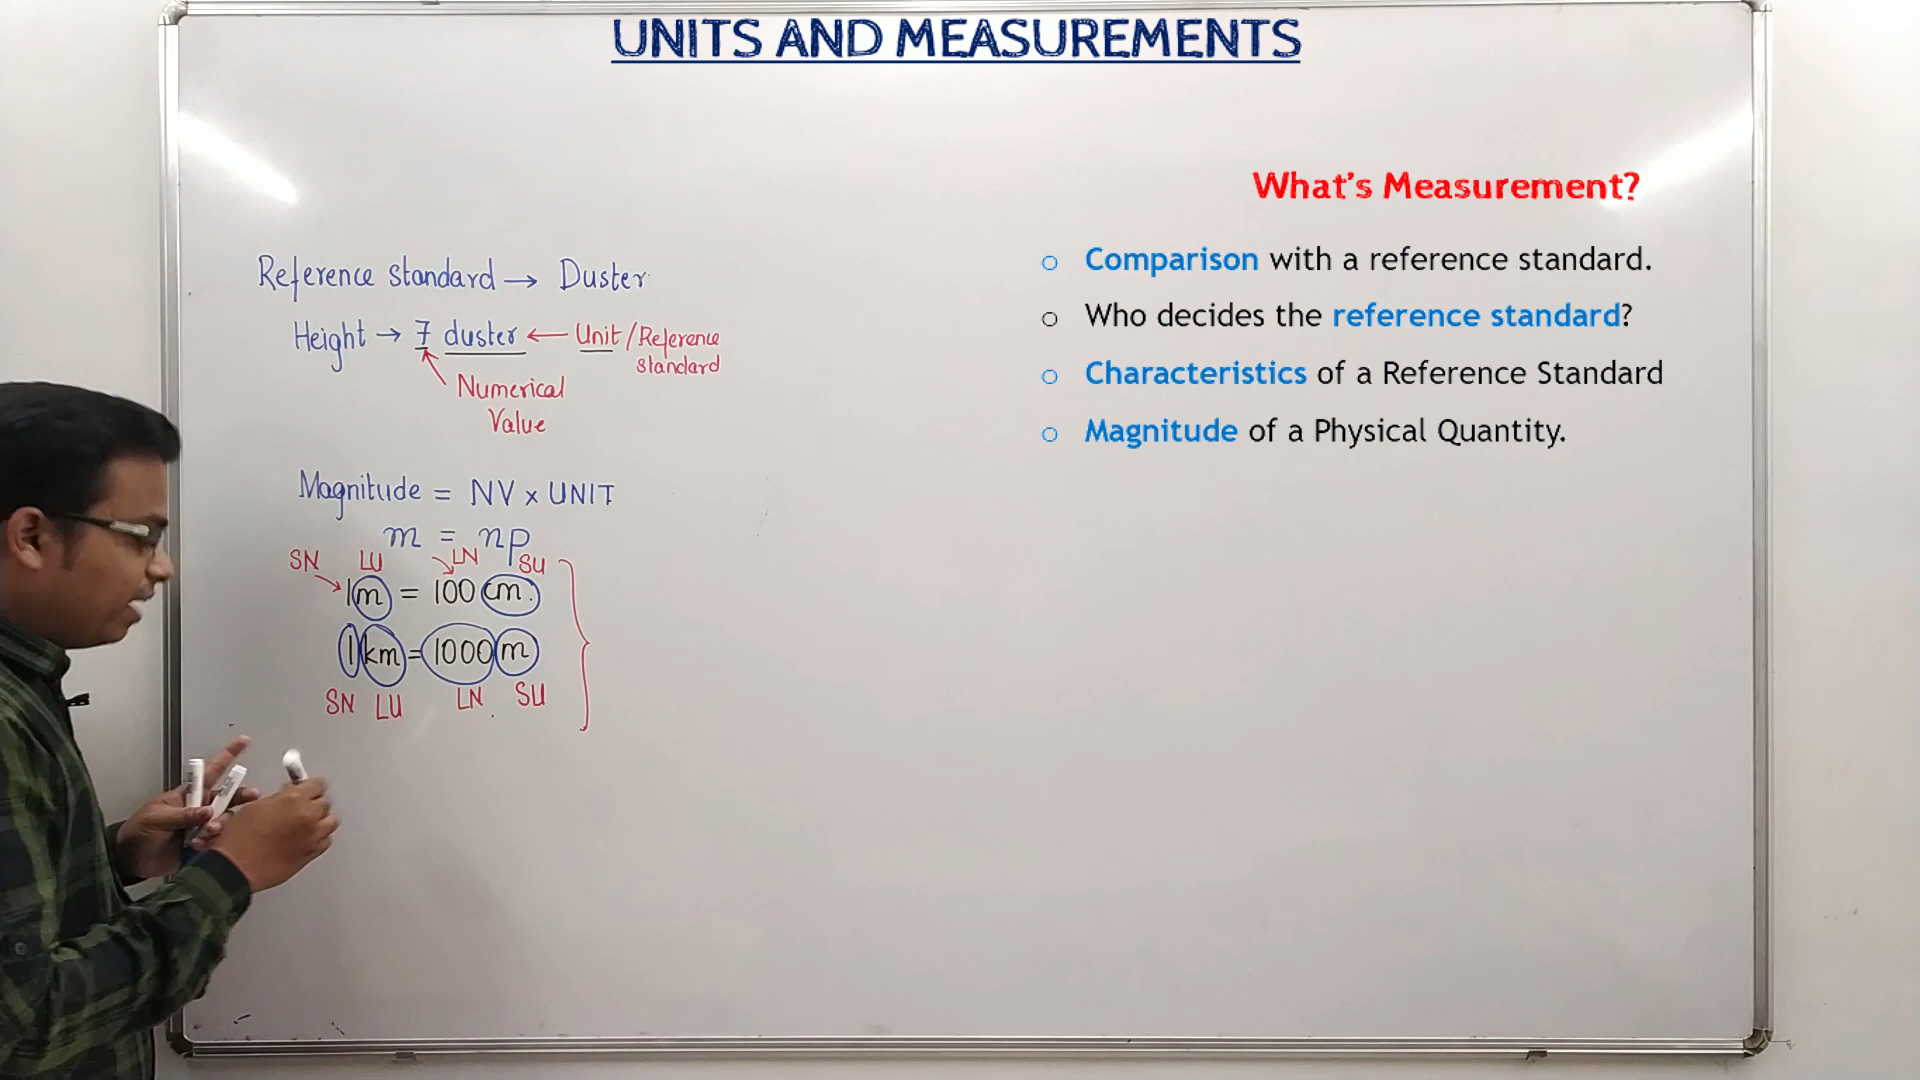 UNITS AND MEASUREMENTS
Reference standard → Duster
Height → 7 duster ← Unit / Reference
standard
Numerical
Value
Magnitude = NV x UNIT
m = np
SN LU LN SU
1m = 100 cm.
1 km = 1000 m
SN LU LN SU
What's Measurement?
o Comparison with a reference standard.
o Who decides the reference standard?
o Characteristics of a Reference Standard
o Magnitude of a Physical Quantity.